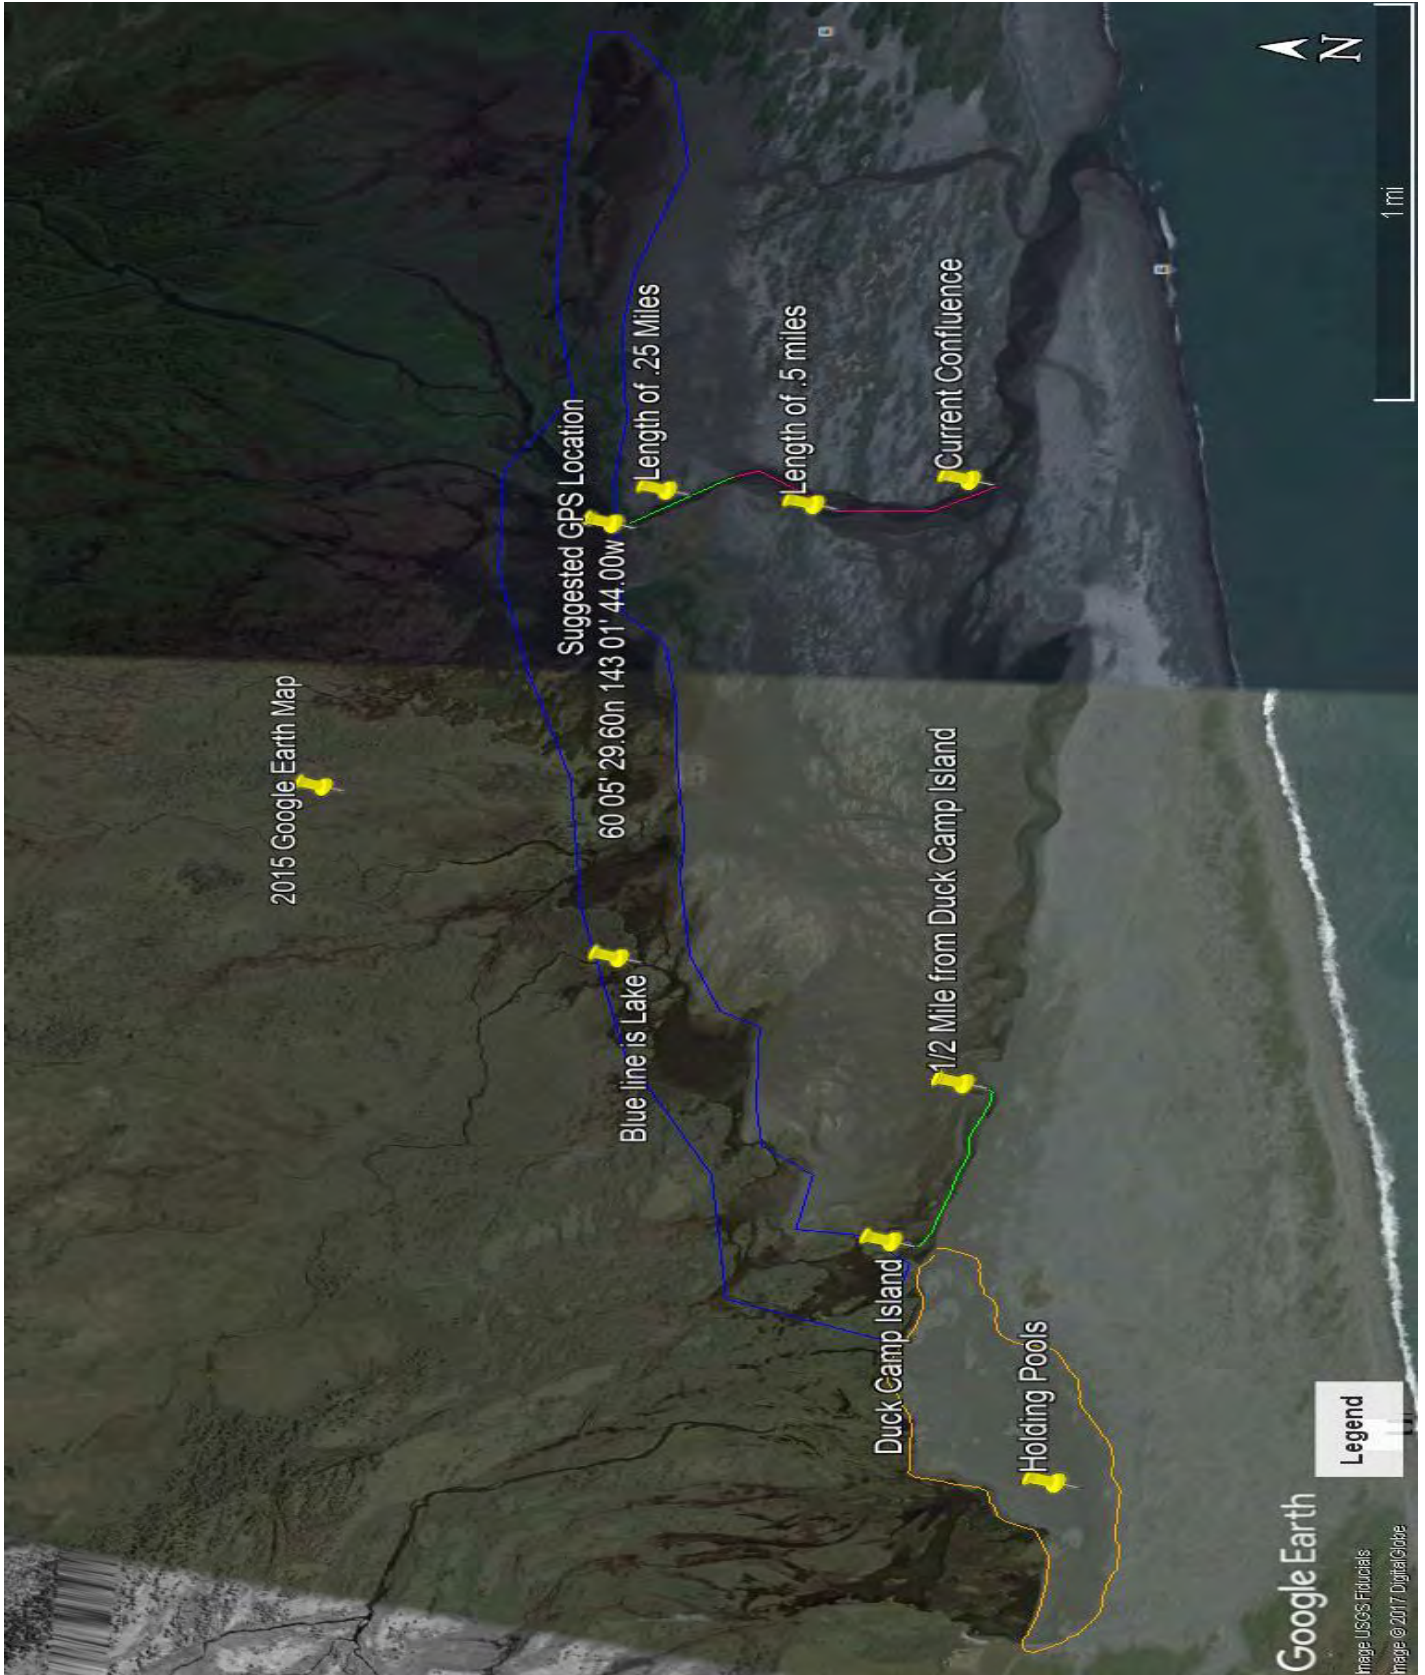 2015 Google Earth Map
Suggested GPS Location
60 05' 29.60n 143 01' 44.00w
Blue line is Lake
Length of .25 Miles
Length of .5 miles
Current Confluence
1/2 Mile from Duck Camp Island
Duck Camp Island
Holding Pools
N
1 mi
Legend
Google Earth
Image USGS Fiducials
Image © 2017 DigitalGlobe